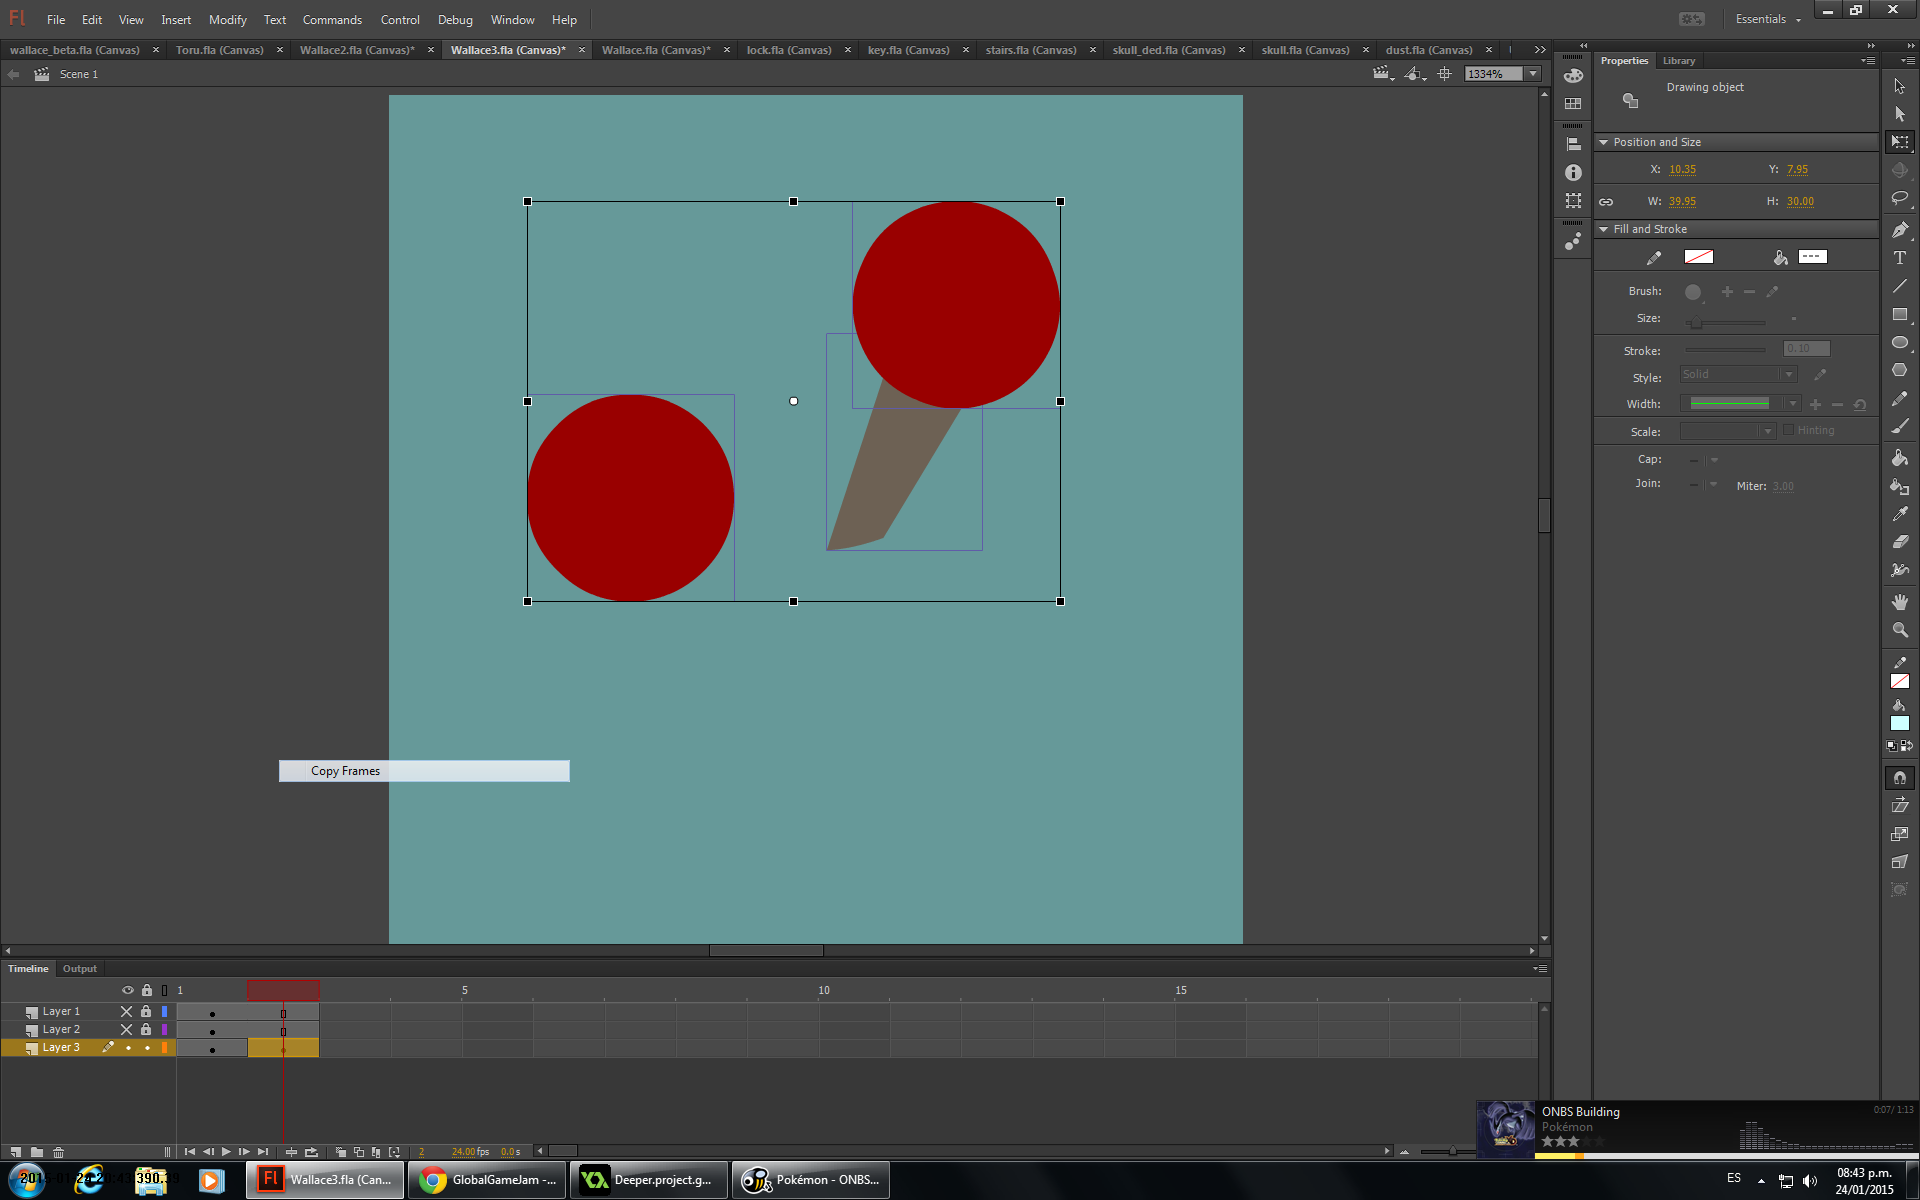 Fl File Edit View Insert Modify Text Commands Control Debug Window Help Essentials
wallace_beta.fla (Canvas) × Toru.fla (Canvas) × Wallace2.fla (Canvas)* × Wallace3.fla (Canvas)* × Wallace.fla (Canvas)* × lock.fla (Canvas) × key.fla (Canvas) × stairs.fla (Canvas) × skull_ded.fla (Canvas) × skull.fla (Canvas) × dust.fla (Canvas) ×
Scene 1
1334%
Properties Library
Drawing object
Position and Size
X: 10.35 Y: 7.95
W: 39.95 H: 30.00
Fill and Stroke
Brush:
Size:
Stroke: 0.10
Style: Solid
Width:
Scale: Hinting
Cap:
Join: Miter: 3.00
Copy Frames
Timeline Output
1 5 10 15
Layer 1
Layer 2
Layer 3
2 24.00 fps 0.0 s
ONBS Building 0:07/ 1:13
Pokémon
Wallace3.fla (Can...
GlobalGameJam -...
Deeper.project.g...
Pokémon - ONBS...
ES
08:43 p.m.
24/01/2015